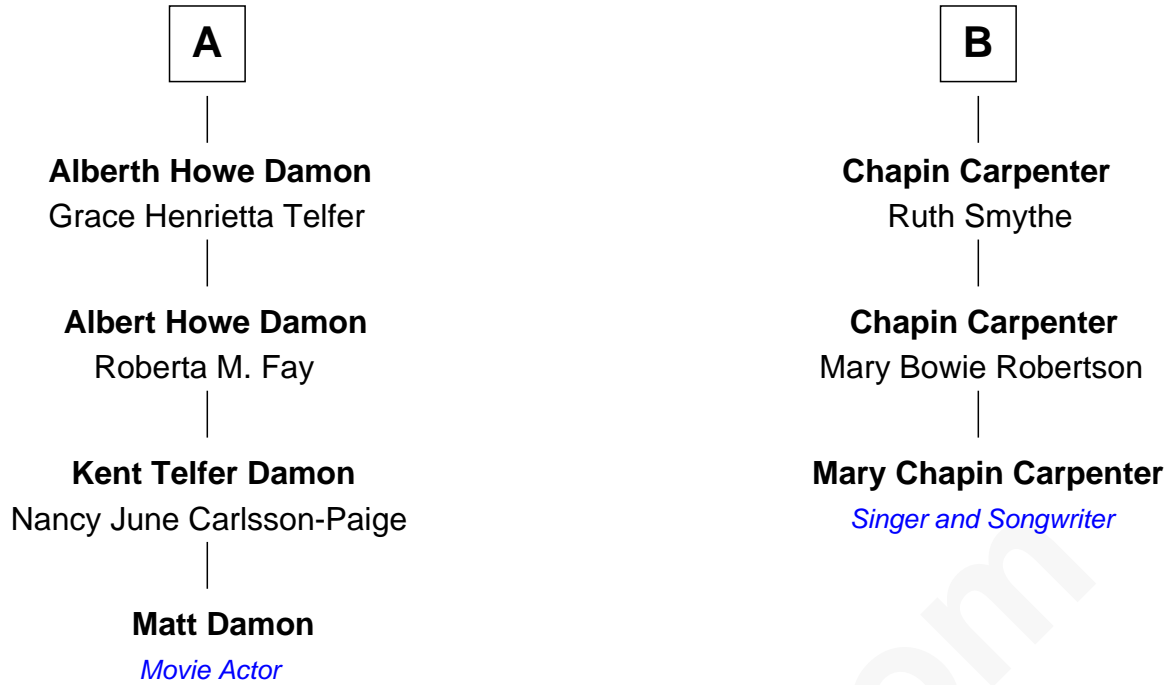 A
Alberth Howe Damon
Grace Henrietta Telfer
Albert Howe Damon
Roberta M. Fay
Kent Telfer Damon
Nancy June Carlsson-Paige
Matt Damon
Movie Actor
B
Chapin Carpenter
Ruth Smythe
Chapin Carpenter
Mary Bowie Robertson
Mary Chapin Carpenter
Singer and Songwriter
om